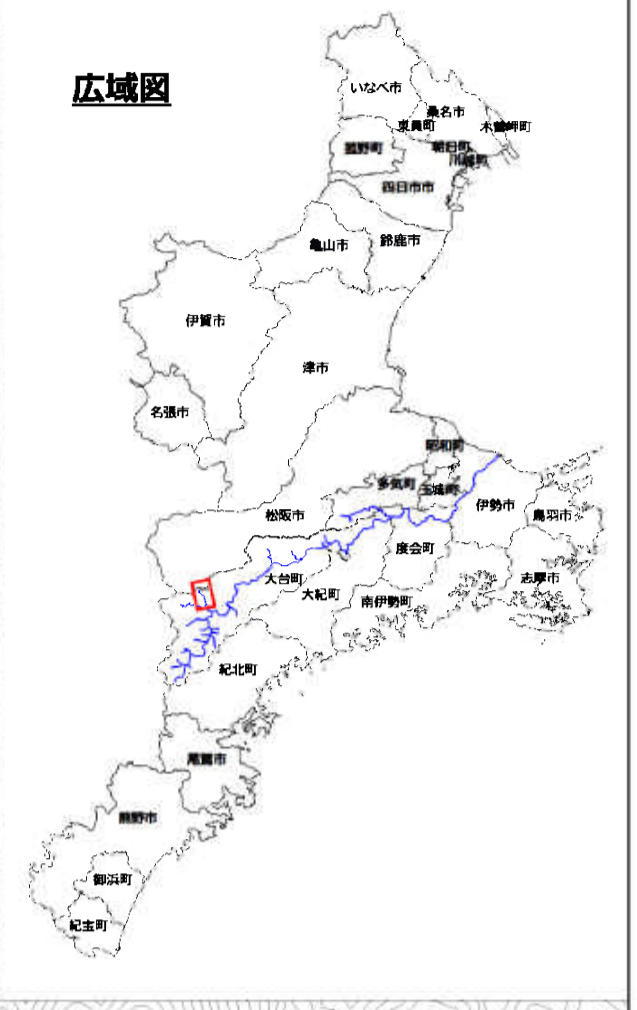 広域図
いなべ市
桑名市
東員町
木曽岬町
菰野町
朝日町
川越町
四日市市
亀山市
鈴鹿市
伊賀市
津市
名張市
明和町
多気町
玉城町
松阪市
伊勢市
鳥羽市
度会町
大台町
志摩市
大紀町
南伊勢町
紀北町
尾鷲市
熊野市
御浜町
紀宝町